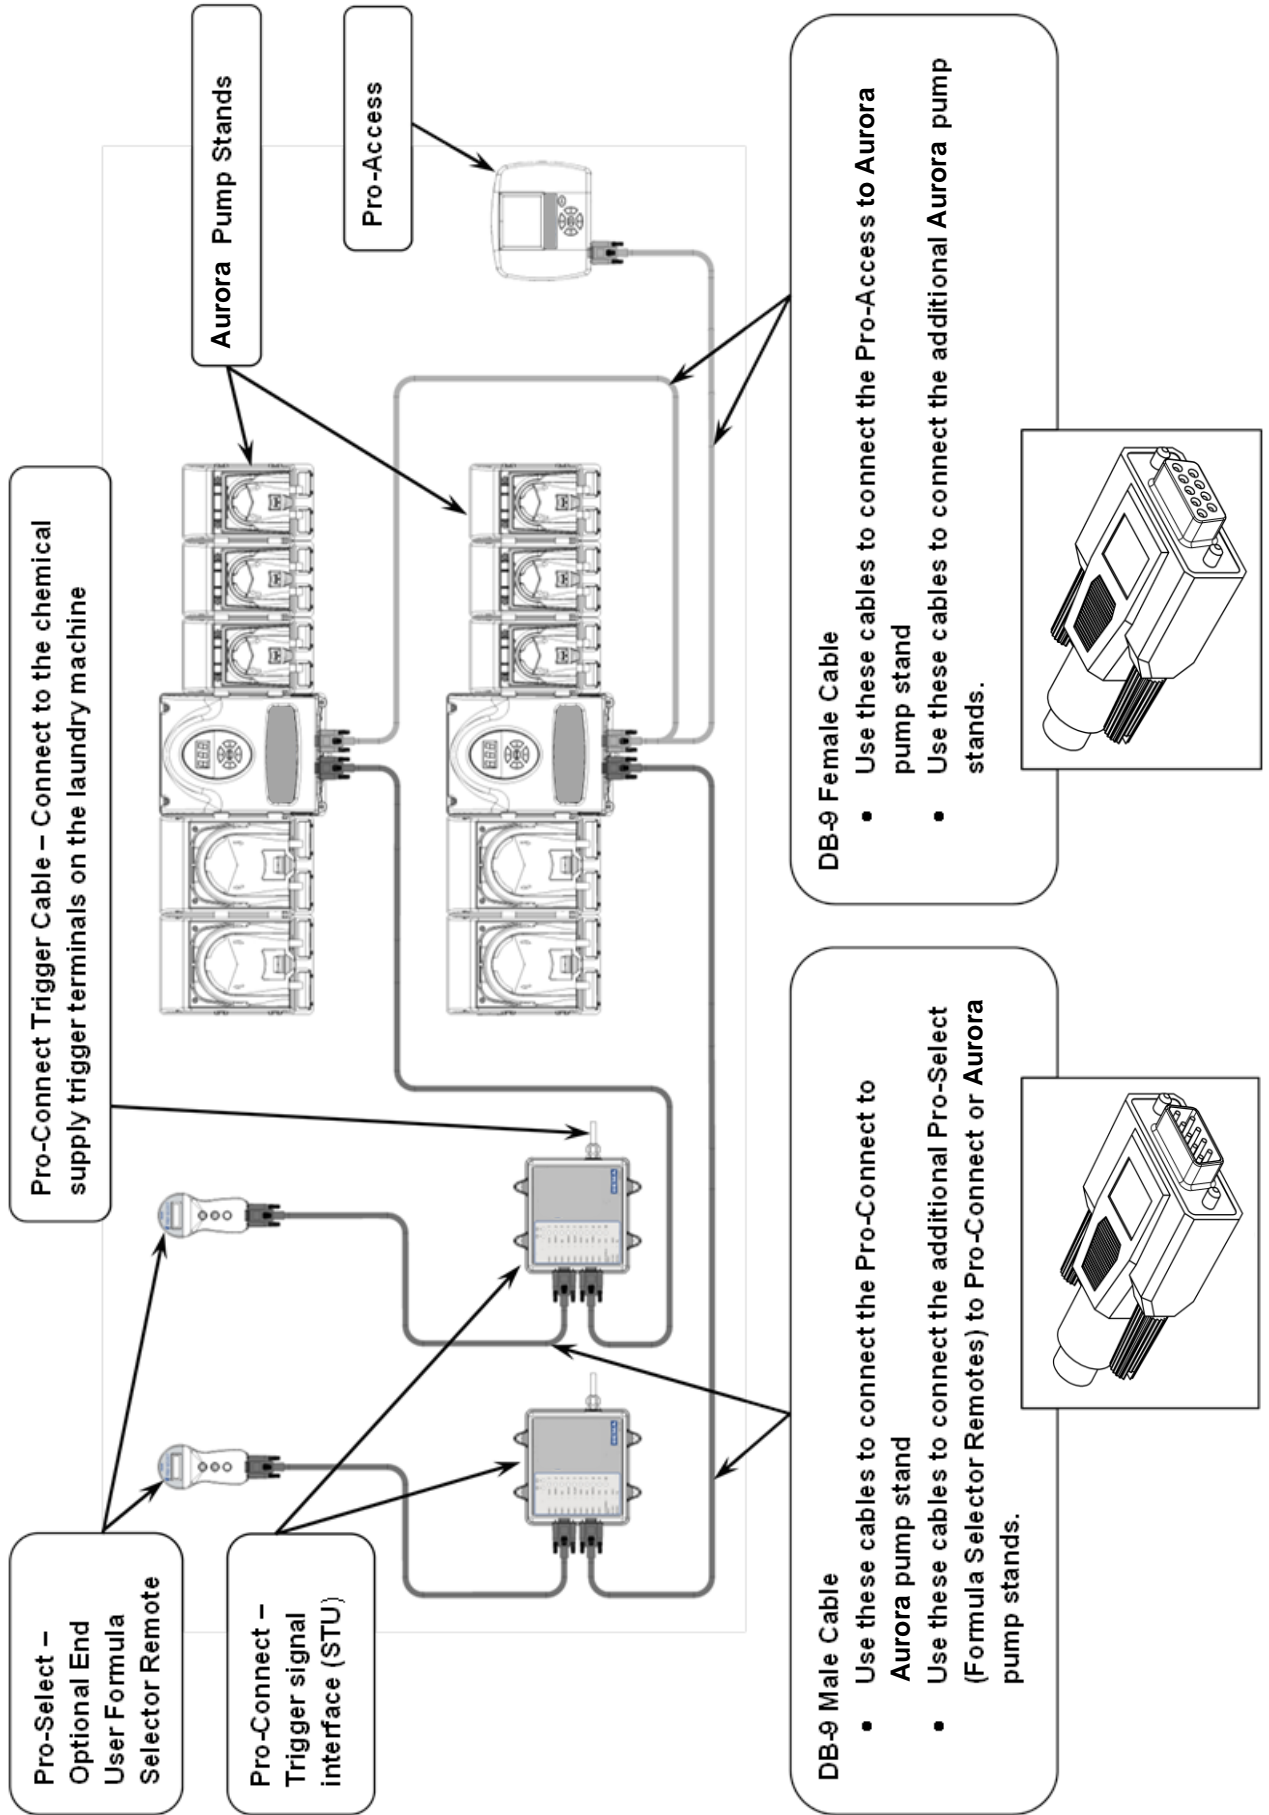 Pro-Select –
Optional End
User Formula
Selector Remote
Pro-Connect –
Trigger signal
interface (STU)
Pro-Connect Trigger Cable – Connect to the chemical
supply trigger terminals on the laundry machine
Aurora Pump Stands
Pro-Access
DB-9 Male Cable
• Use these cables to connect the Pro-Connect to
Aurora pump stand
• Use these cables to connect the additional Pro-Select
(Formula Selector Remotes) to Pro-Connect or Aurora
pump stands.
DB-9 Female Cable
• Use these cables to connect the Pro-Access to Aurora
pump stand
• Use these cables to connect the additional Aurora pump
stands.